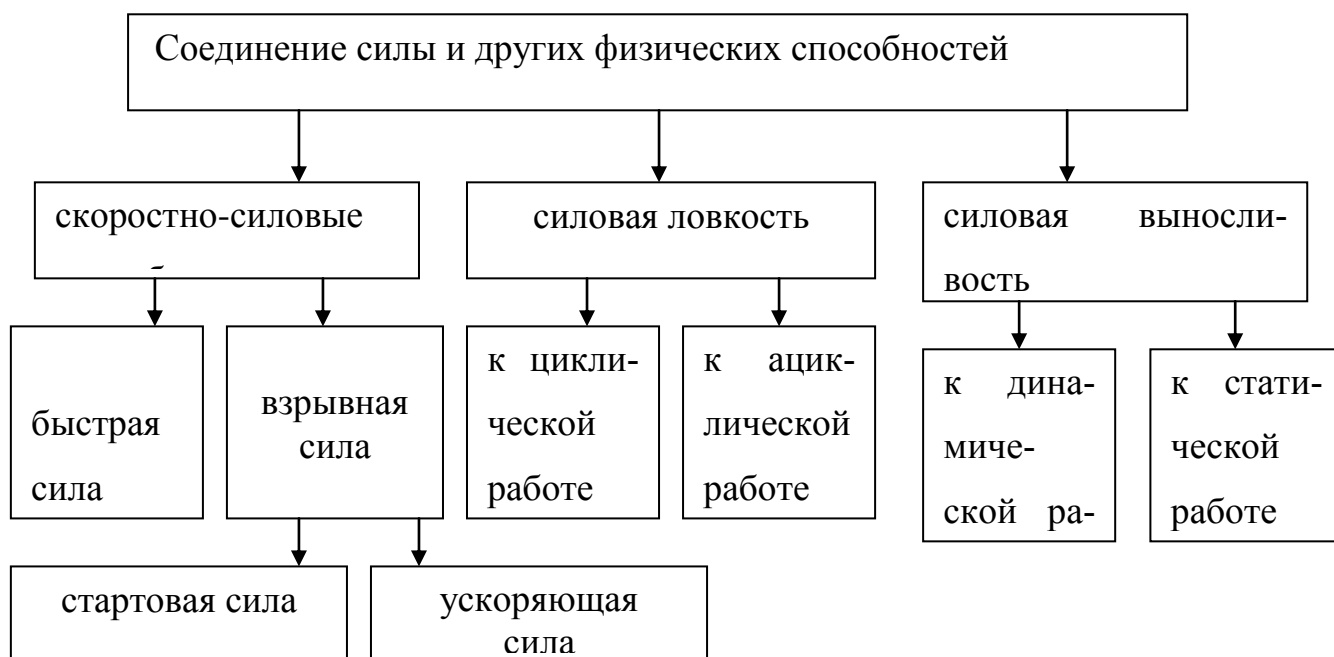 Соединение силы и других физических способностей
скоростно-силовые
силовая ловкость
силовая выносли-
вость
быстрая
сила
взрывная
сила
к цикли-
ческой
работе
к ацик-
лической
работе
к дина-
миче-
ской ра-
к стати-
ческой
работе
стартовая сила
ускоряющая
сила